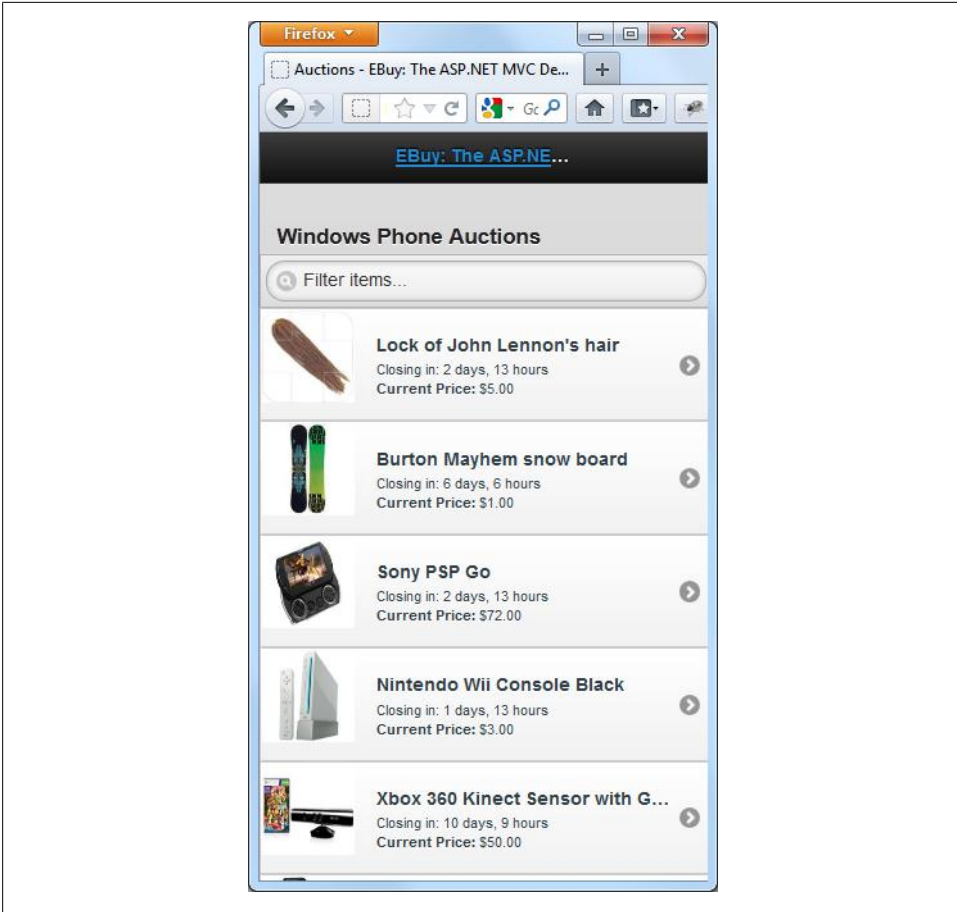 Firefox
Auctions - EBuy: The ASP.NET MVC De...
EBuy: The ASP.NE...
Windows Phone Auctions
Filter items...
Lock of John Lennon's hair
Closing in: 2 days, 13 hours
Current Price: $5.00
Burton Mayhem snow board
Closing in: 6 days, 6 hours
Current Price: $1.00
Sony PSP Go
Closing in: 2 days, 13 hours
Current Price: $72.00
Nintendo Wii Console Black
Closing in: 1 days, 13 hours
Current Price: $3.00
Xbox 360 Kinect Sensor with G...
Closing in: 10 days, 9 hours
Current Price: $50.00